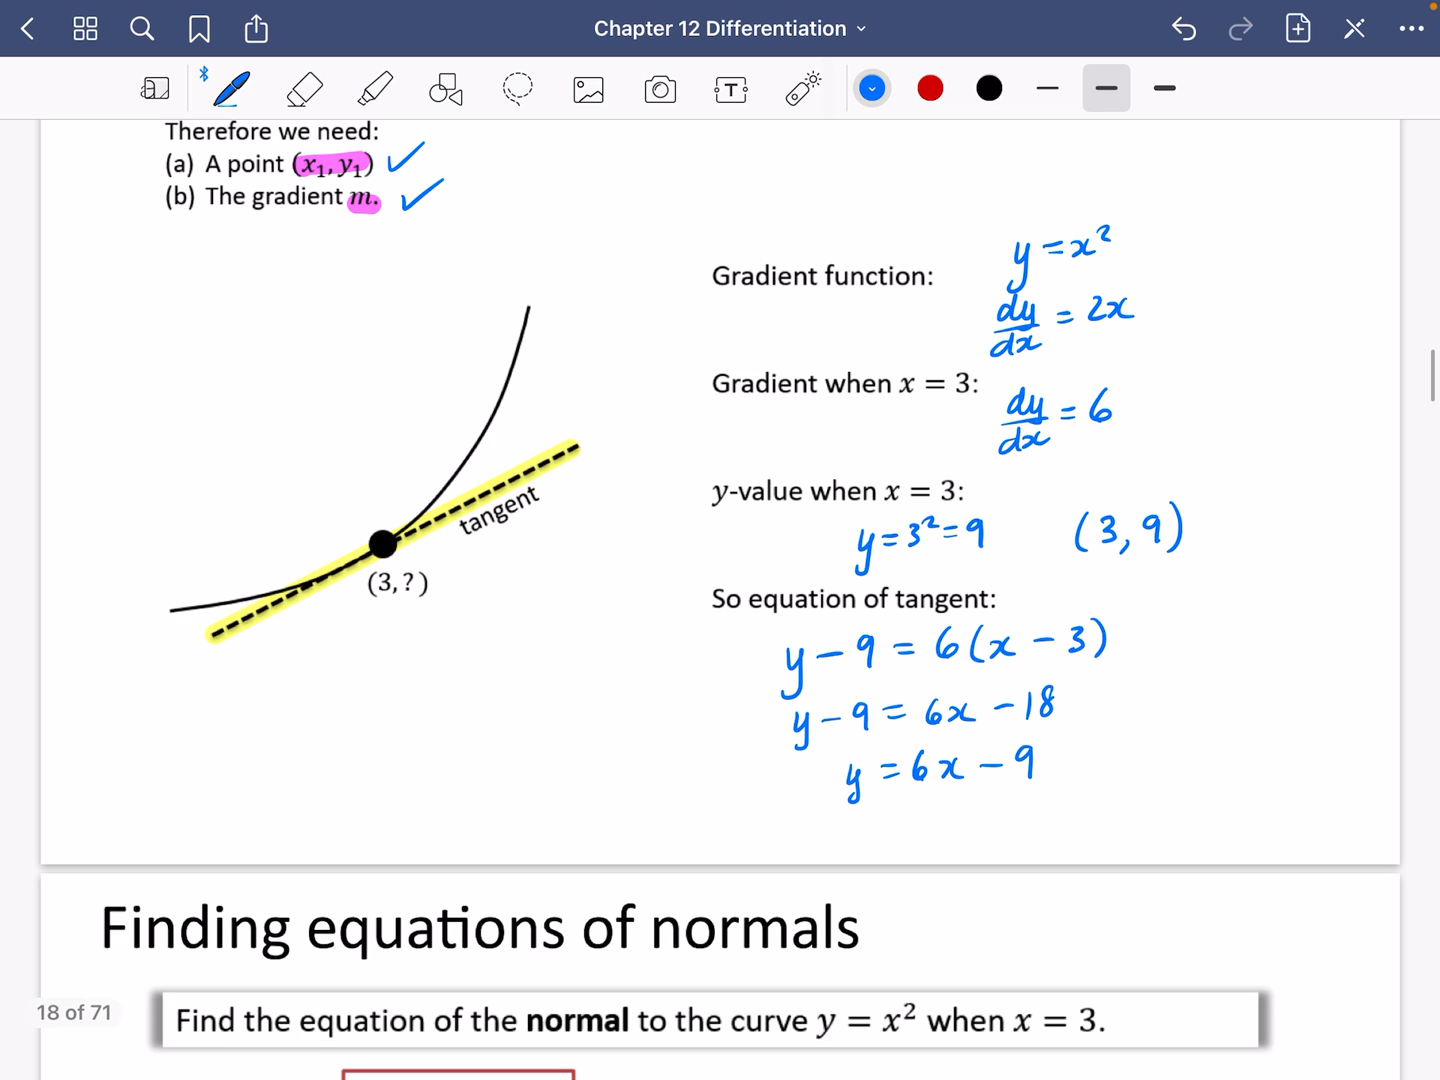 Chapter 12 Differentiation
Therefore we need:
(a) A point (x₁, y₁)
(b) The gradient m.
Gradient function:
y = x²
dy/dx = 2x
Gradient when x = 3:
dy/dx = 6
y-value when x = 3:
y = 3² = 9 (3, 9)
tangent
(3, ?)
So equation of tangent:
y - 9 = 6(x - 3)
y - 9 = 6x - 18
y = 6x - 9
Finding equations of normals
18 of 71
Find the equation of the normal to the curve y = x² when x = 3.